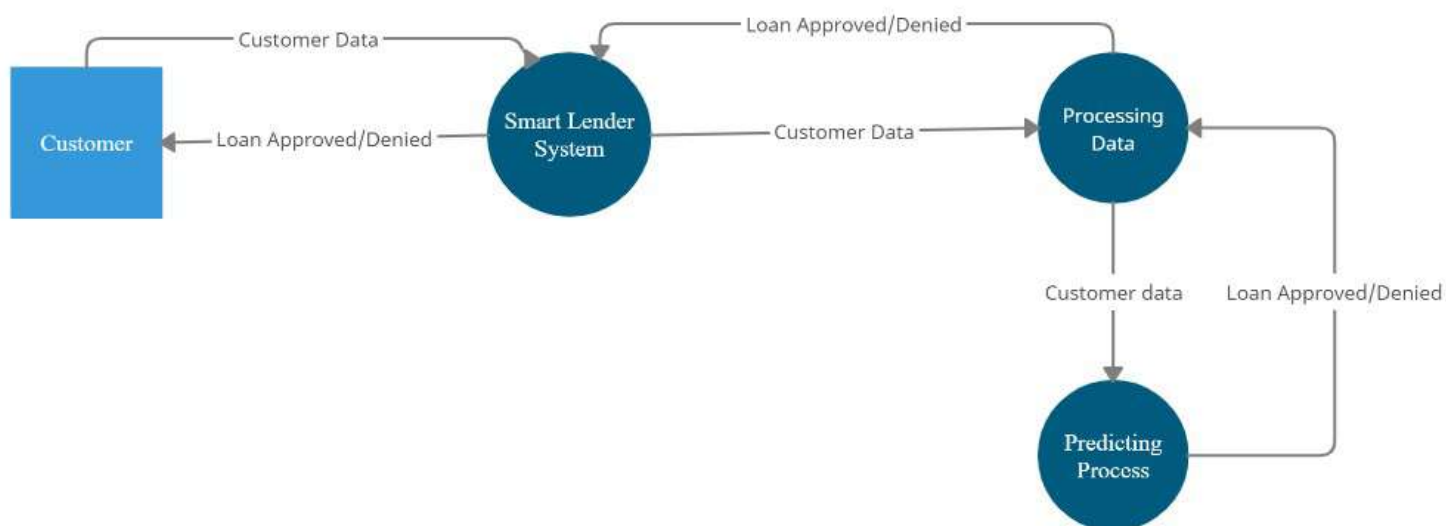 Loan Approved/Denied
Customer Data
Customer
Loan Approved/Denied
Smart Lender
System
Customer Data
Processing
Data
Customer data
Loan Approved/Denied
Predicting
Process